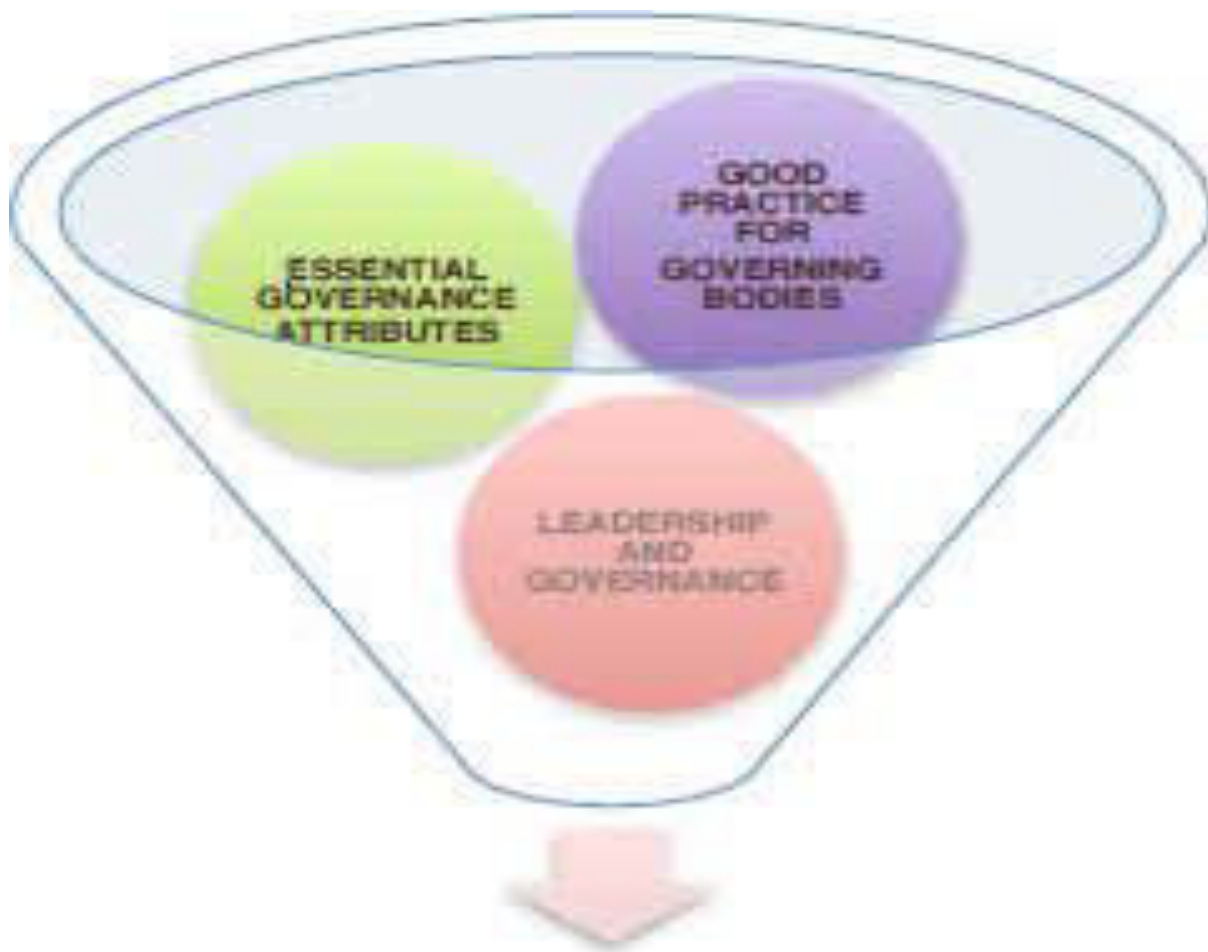 ESSENTIAL
GOVERNANCE
ATTRIBUTES
GOOD
PRACTICE
FOR
GOVERNING
BODIES
LEADERSHIP
AND
GOVERNANCE